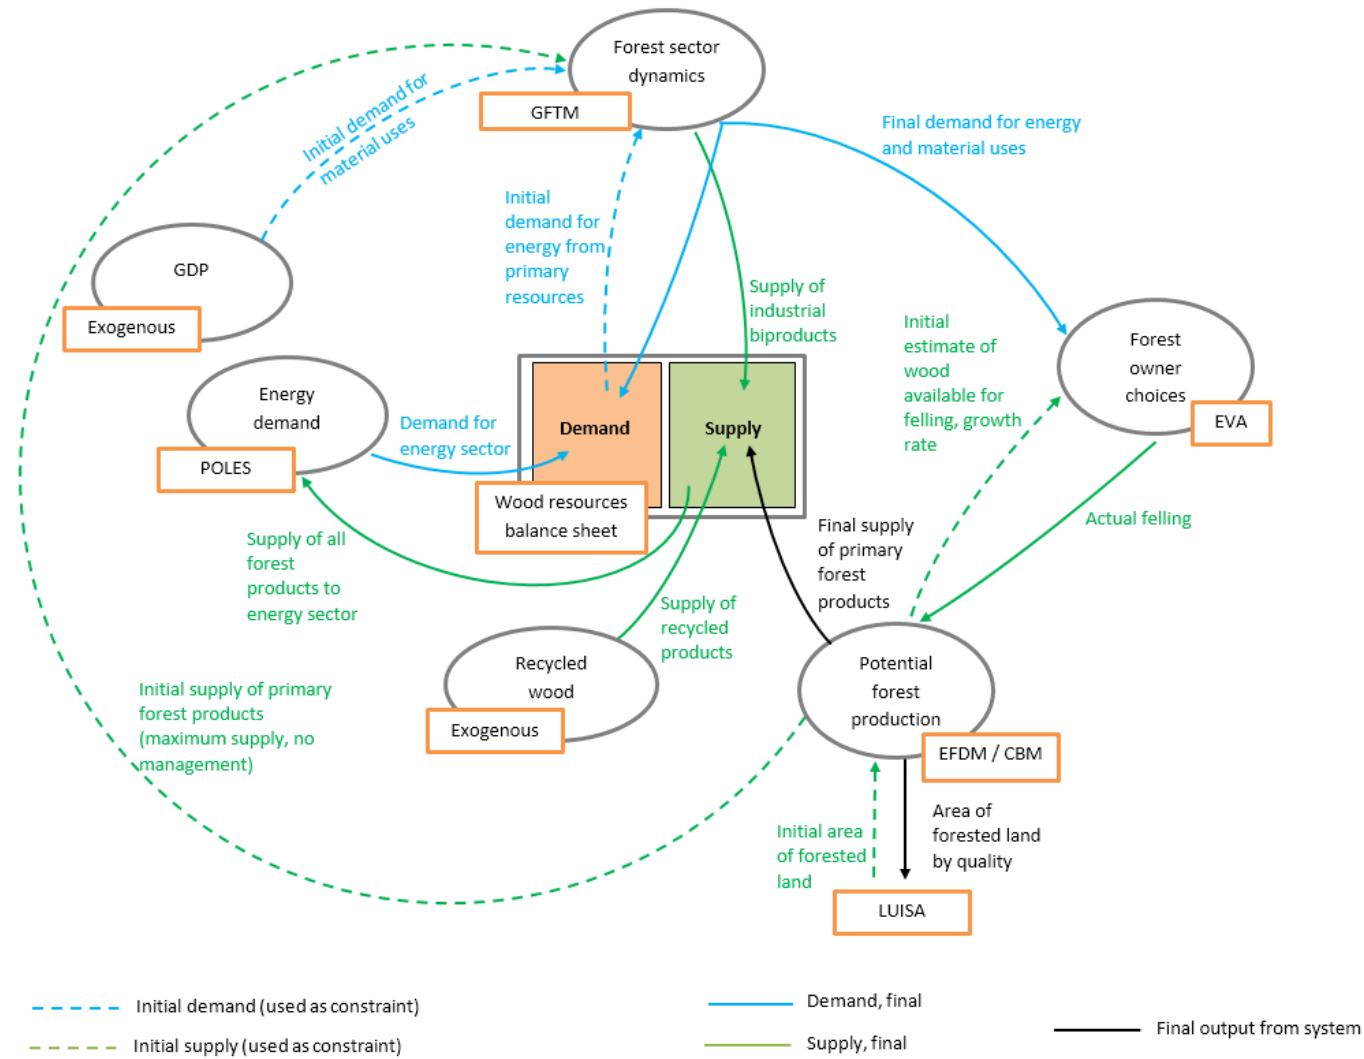 Forest sector
dynamics
GFTM
Initial demand for
material uses
Final demand for energy
and material uses
Initial
demand for
energy from
primary
resources
GDP
Exogenous
Supply of
industrial
biproducts
Initial
estimate of
wood
available for
felling, growth
rate
Forest
owner
choices
EVA
Energy
demand
POLES
Demand for
energy sector
Demand
Supply
Wood resources
balance sheet
Actual felling
Final supply
of primary
forest
products
Supply of all
forest
products to
energy sector
Supply of
recycled
products
Recycled
wood
Exogenous
Potential
forest
production
EFDM / CBM
Initial supply of primary
forest products
(maximum supply, no
management)
Initial area
of forested
land
Area of
forested land
by quality
LUISA
Initial demand (used as constraint)
Demand, final
Final output from system
Initial supply (used as constraint)
Supply, final